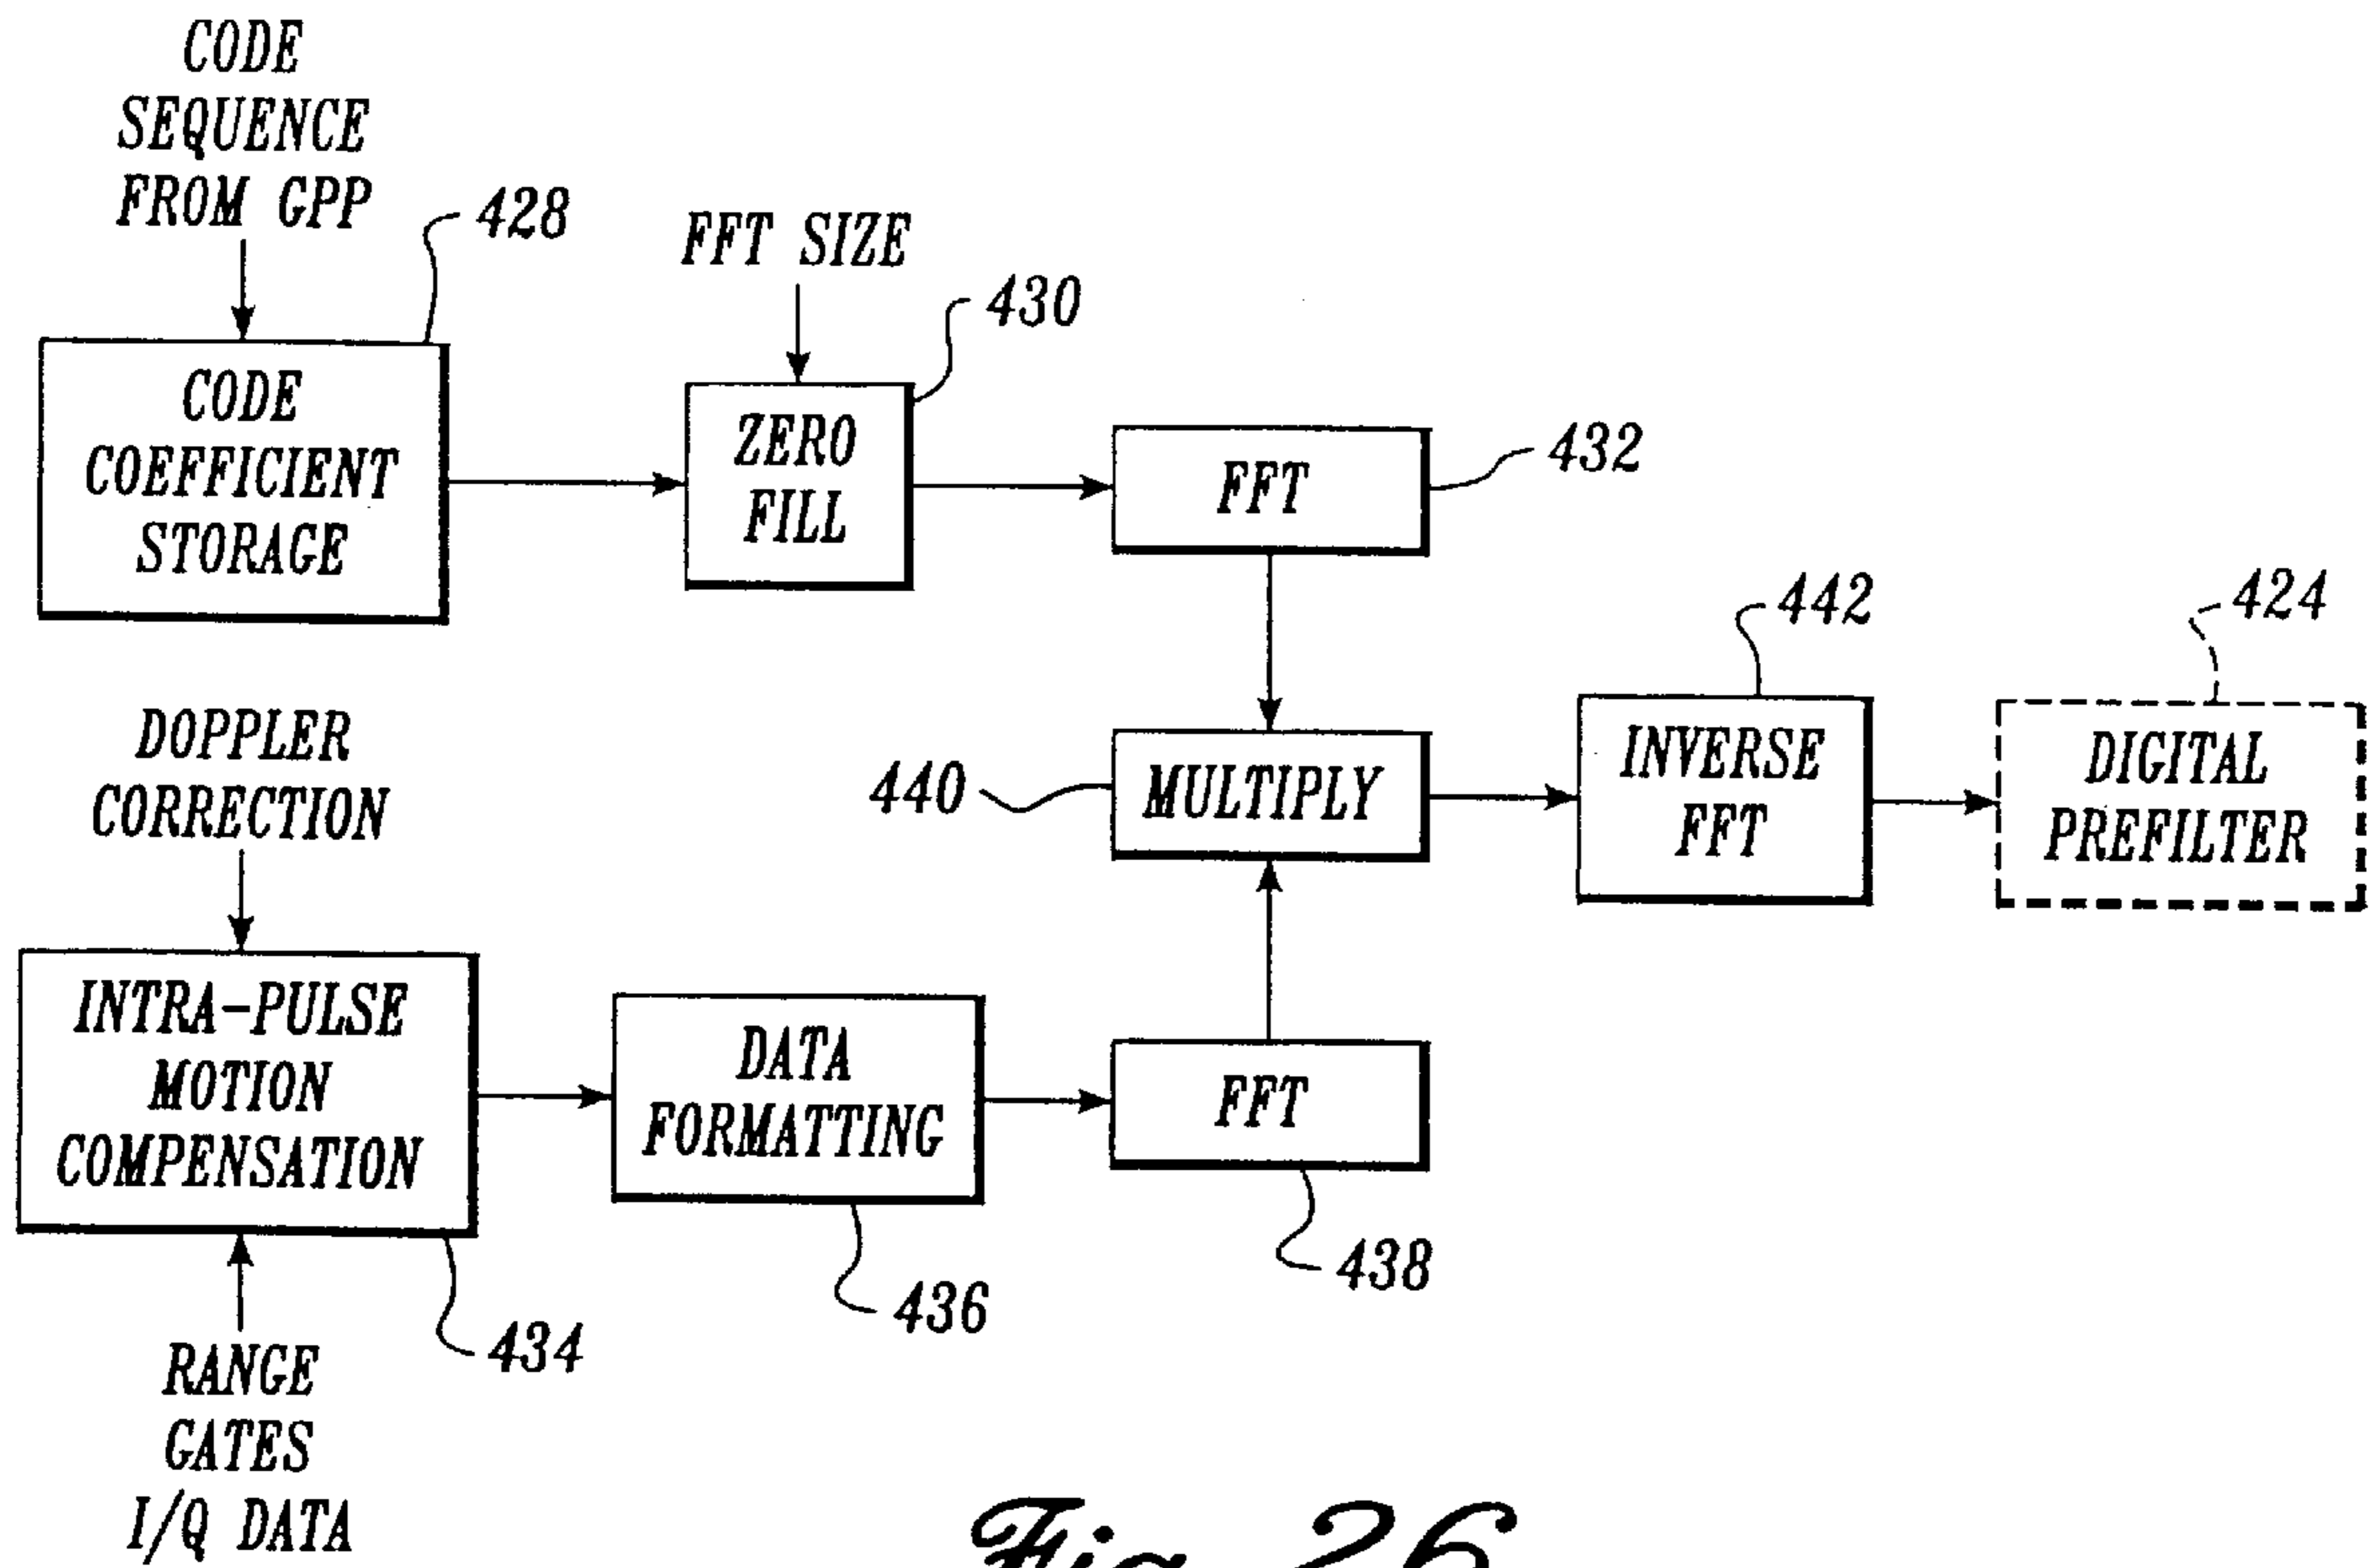 CODE
SEQUENCE
FROM GPP
428
FFT SIZE
430
CODE
COEFFICIENT
STORAGE
ZERO
FILL
FFT
432
DOPPLER
CORRECTION
440
MULTIPLY
442
INVERSE
FFT
424
DIGITAL
PREFILTER
INTRA-PULSE
MOTION
COMPENSATION
434
DATA
FORMATTING
436
FFT
438
RANGE
GATES
I/Q DATA
Fig. 26